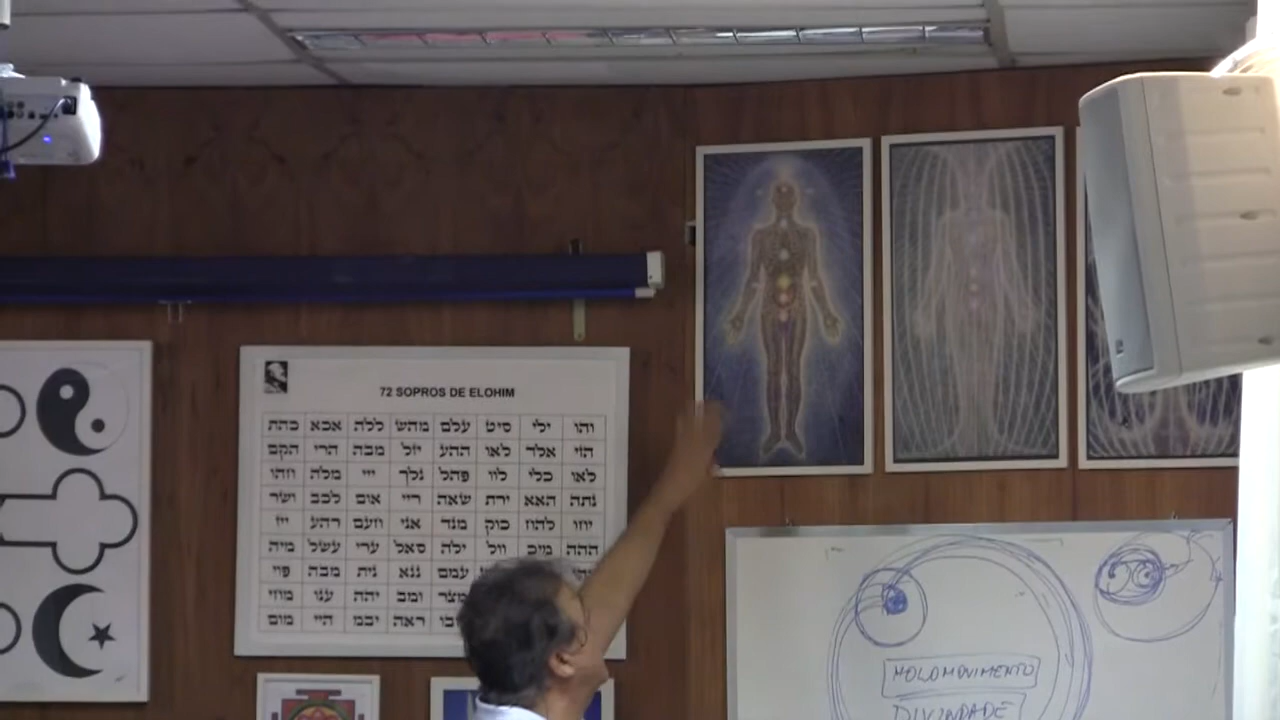 72 SOPROS DE ELOHIM
והו ילי סיט עלם מהש ללה אכא כהת
הזי אלד לאו ההע יזל מבה הרי הקם
לאו כלי לוו פהל נלך ייי מלה חהו
נתה האא ירת שאה ריי אום לכב ושר
יחו להח כוק מנד אני חעם רהע ייז
ההה מיכ וול ילה סאל ערי עשל מיה
עמם ננא נית מבה פוי
מצר ומב יהה ענו מחי
ראה יבמ היי מום
HOLOMOVIMENTO
DIVINDADE